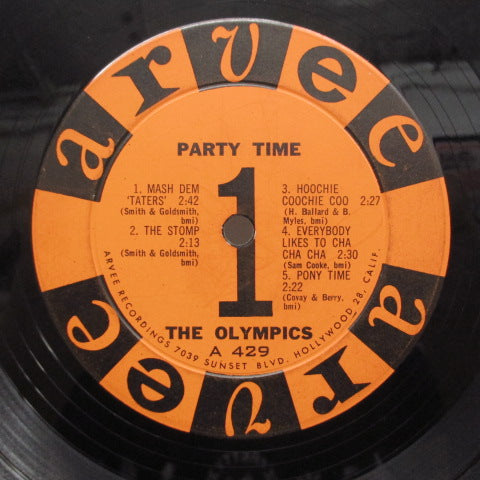 arvee
PARTY TIME
1
1. MASH DEM
'TATERS' 2:42
(Smith & Goldsmith,
bmi)
2. THE STOMP
2:13
(Smith & Goldsmith,
bmi)
3. HOOCHIE
COOCHIE COO 2:27
(H. Ballard & B.
Myles, bmi)
4. EVERYBODY
LIKES TO CHA
CHA CHA 2:30
(Sam Cooke, bmi)
5. PONY TIME
2:22
(Covay & Berry,
bmi)
THE OLYMPICS
A 429
ARVEE RECORDINGS 7039 SUNSET BLVD. HOLLYWOOD 28, CALIF.
arvee